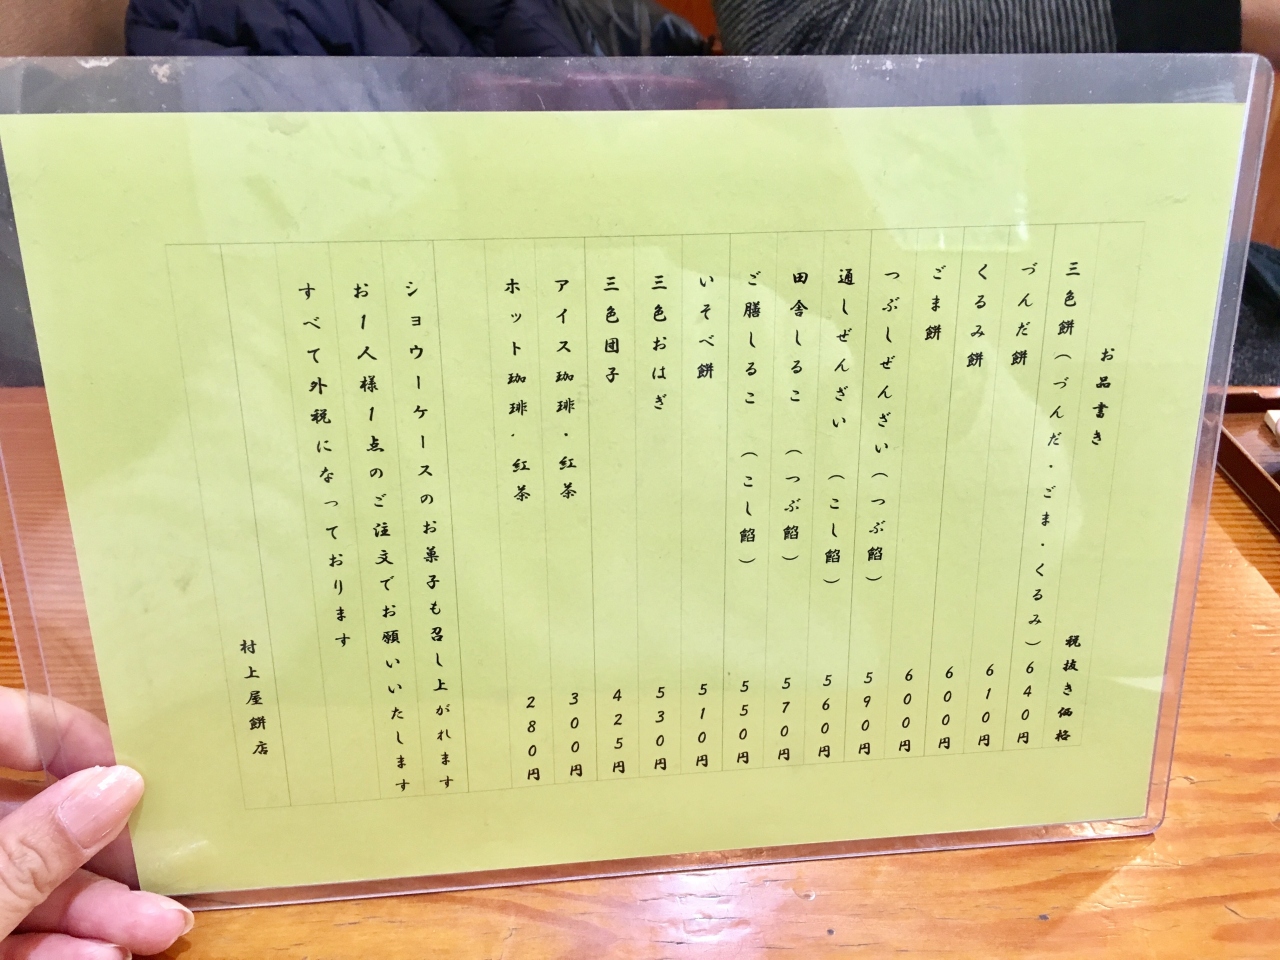 お品書き　税抜き価格
三色餅（づんだ・ごま・くるみ）640円
づんだ餅　610円
くるみ餅　600円
ごま餅　600円
つぶしぜんざい（つぶ餡）　590円
通しぜんざい　（こし餡）　560円
田舎しるこ　（つぶ餡）　570円
ご膳しるこ　（こし餡）　550円
いそべ餅　510円
三色おはぎ　530円
三色団子　425円
アイス珈琲・紅茶　300円
ホット珈琲・紅茶　280円
ショウーケースのお菓子も召し上がれます
お1人様1点のご注文でお願いいたします
すべて外税になっております
村上屋餅店